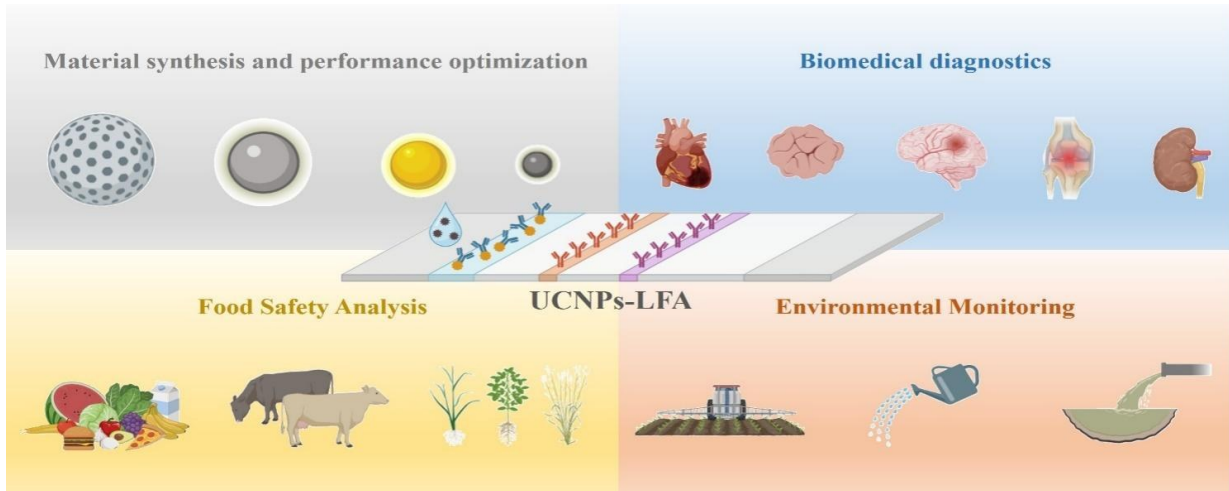 Material synthesis and performance optimization
Biomedical diagnostics
UCNPs-LFA
Food Safety Analysis
Environmental Monitoring